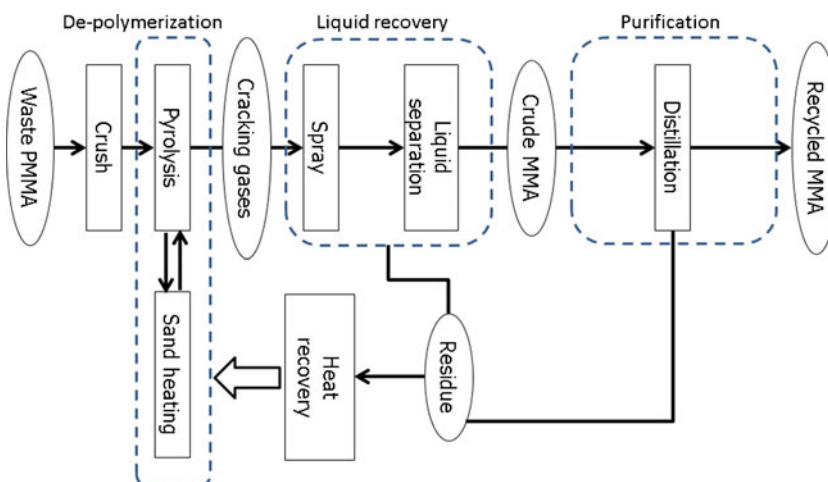 De-polymerization
Liquid recovery
Purification
Waste PMMA
Crush
Pyrolysis
Cracking
gases
Spray
Liquid
separation
Crude MMA
Distillation
Recycled MMA
Sand heating
Heat
recovery
Residue